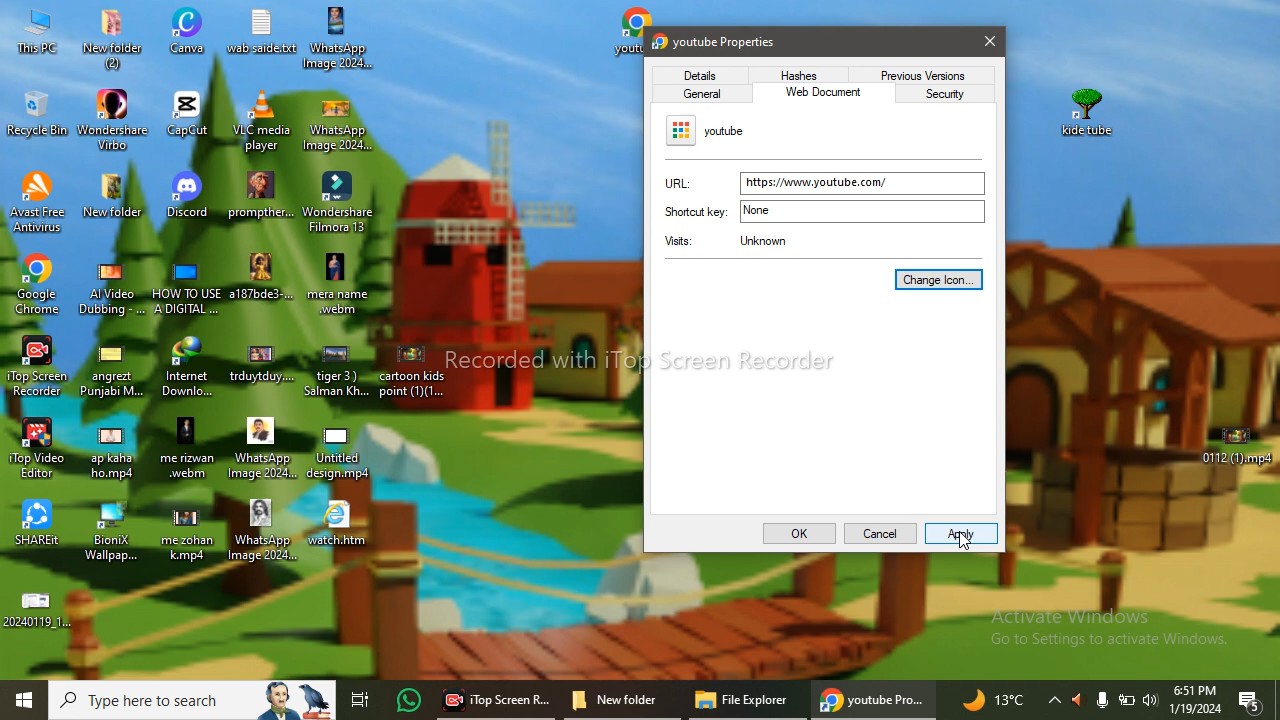 This PC
New folder
(2)
Canva
wab saide.txt
WhatsApp
Image 2024...
Recycle Bin
Wondershare
Virbo
CapCut
VLC media
player
WhatsApp
Image 2024...
Avast Free
Antivirus
New folder
Discord
prompther...
Wondershare
Filmora 13
Google
Chrome
AI Video
Dubbing - ...
HOW TO USE
A DIGITAL ...
a187bde3-...
mera name
.webm
iTop Screen
Recorder
angrezt
Punjabi M...
Internet
Downlo...
trduytduy....
tiger 3 )
Salman Kh...
cartoon kids
point (1)(1...
iTop Video
Editor
ap kaha
ho.mp4
me rizwan
.webm
WhatsApp
Image 2024...
Untitled
design.mp4
SHAREit
BioniX
Wallpap...
me zohan
k.mp4
WhatsApp
Image 2024...
watch.htm
20240119_1...
youtu
youtube Properties
Details
Hashes
Previous Versions
General
Web Document
Security
youtube
URL:
https://www.youtube.com/
Shortcut key:
None
Visits:
Unknown
Change Icon...
OK
Cancel
Apply
kide tube
0112 (1).mp4
Recorded with iTop Screen Recorder
Activate Windows
Go to Settings to activate Windows.
Type here to search
iTop Screen R...
New folder
File Explorer
youtube Pro...
13°C
6:51 PM
1/19/2024
5